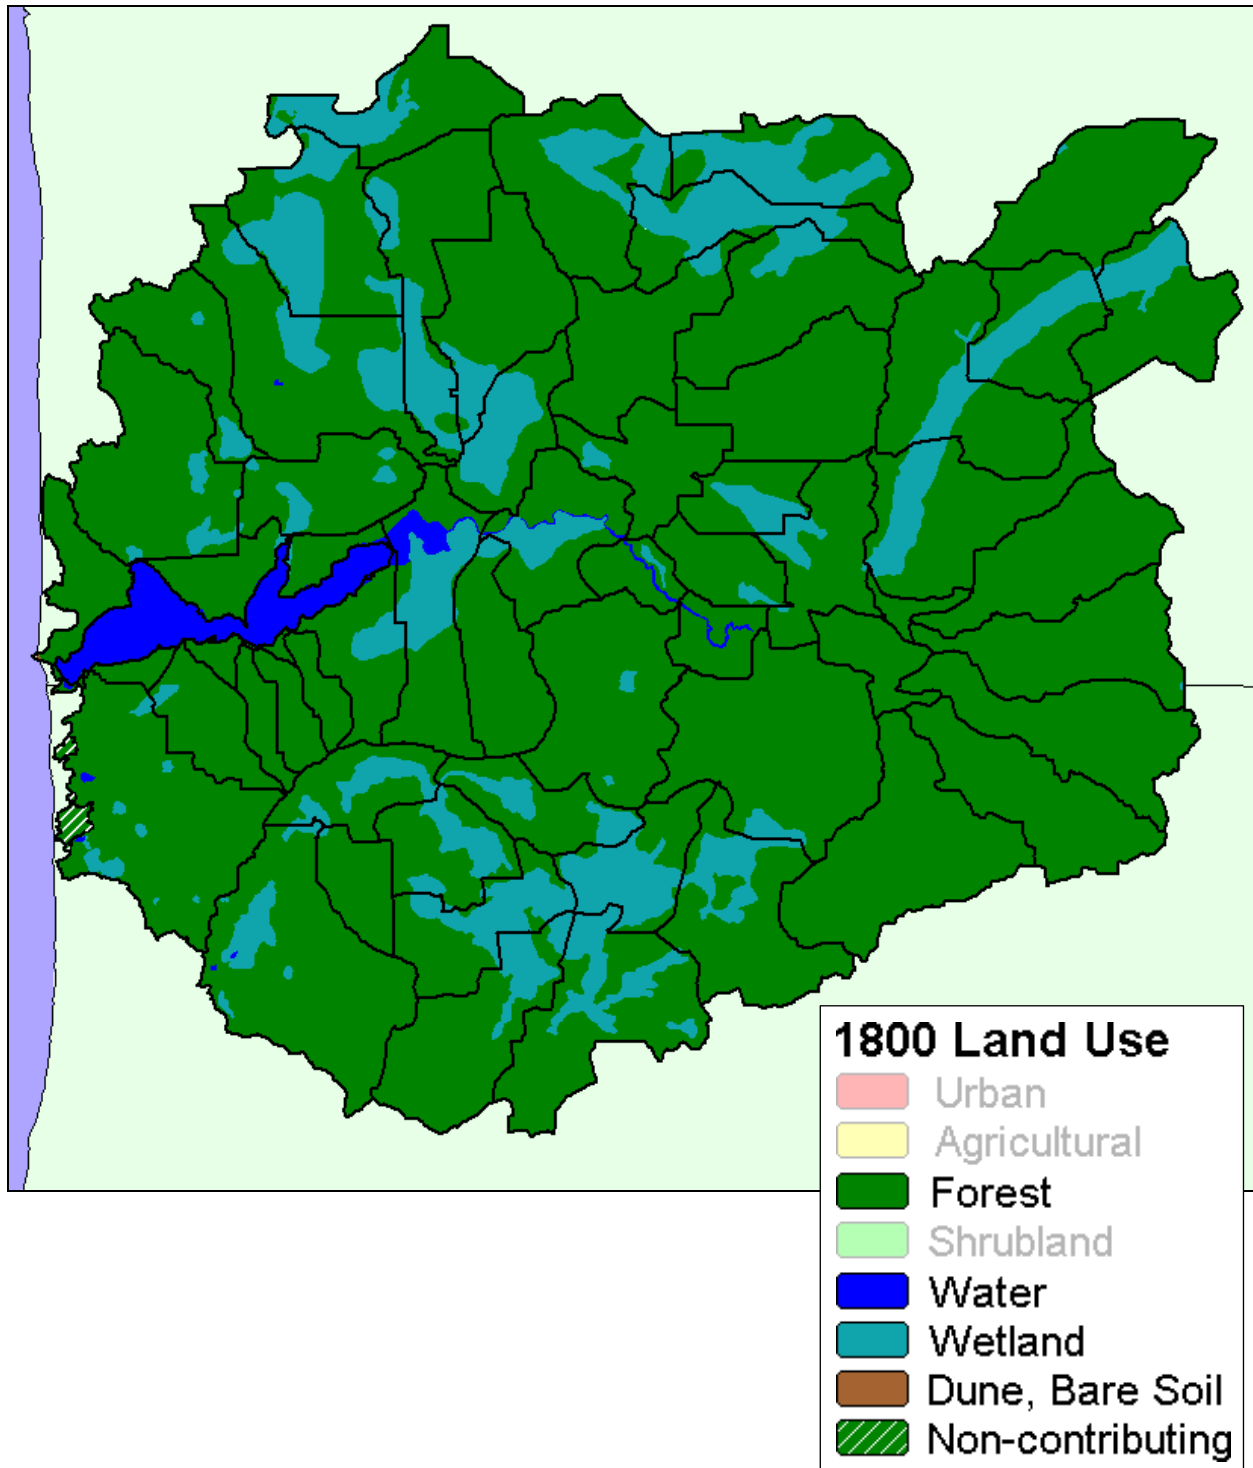 1800 Land Use
Urban
Agricultural
Forest
Shrubland
Water
Wetland
Dune, Bare Soil
Non-contributing